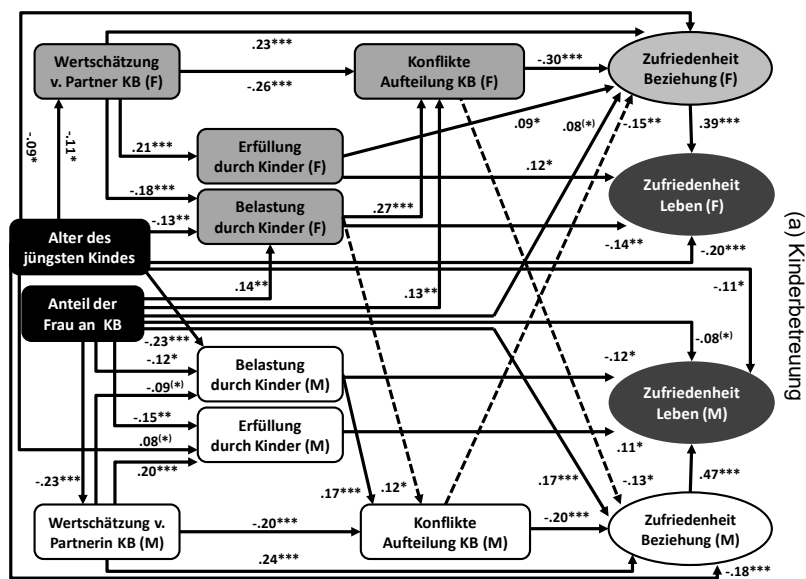 .23***
Wertschätzung
v. Partner KB (F)
Konflikte
Aufteilung KB (F)
-.30***
Zufriedenheit
Beziehung (F)
-.26***
-.09*
-.11*
.21***
Erfüllung
durch Kinder (F)
.09*
.08(*)
-.15**
.39***
.12*
-.18***
Belastung
durch Kinder (F)
.27***
Zufriedenheit
Leben (F)
-.13**
-.14**
-.20***
Alter des
jüngsten Kindes
(a) Kinderbetreuung
.14**
.13**
-.11*
Anteil der
Frau an KB
-.23***
-.08(*)
-.12*
Belastung
durch Kinder (M)
-.12*
-.09(*)
Zufriedenheit
Leben (M)
-.15**
Erfüllung
durch Kinder (M)
.08(*)
.11*
.20***
-.23***
.17***
.12*
.17***
-.13*
.47***
Wertschätzung v.
Partnerin KB (M)
-.20***
Konflikte
Aufteilung KB (M)
-.20***
Zufriedenheit
Beziehung (M)
.24***
-.18***